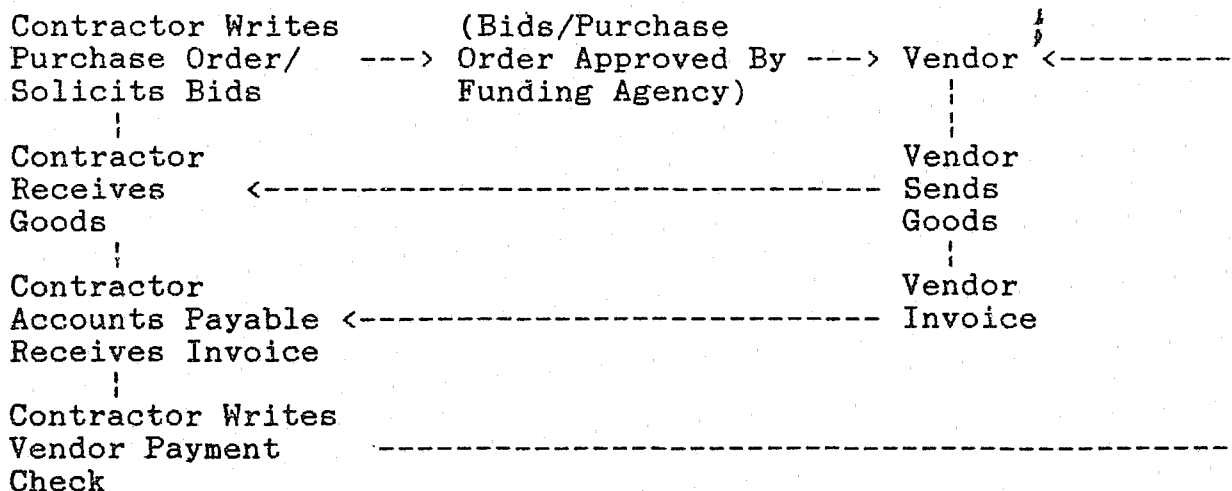 Contractor Writes (Bids/Purchase
Purchase Order/ ---> Order Approved By ---> Vendor <---------
Solicits Bids Funding Agency)
Contractor Vendor
Receives <-------------------------------- Sends
Goods Goods
Contractor Vendor
Accounts Payable <--------------------------- Invoice
Receives Invoice
Contractor Writes
Vendor Payment --------------------------------------------
Check